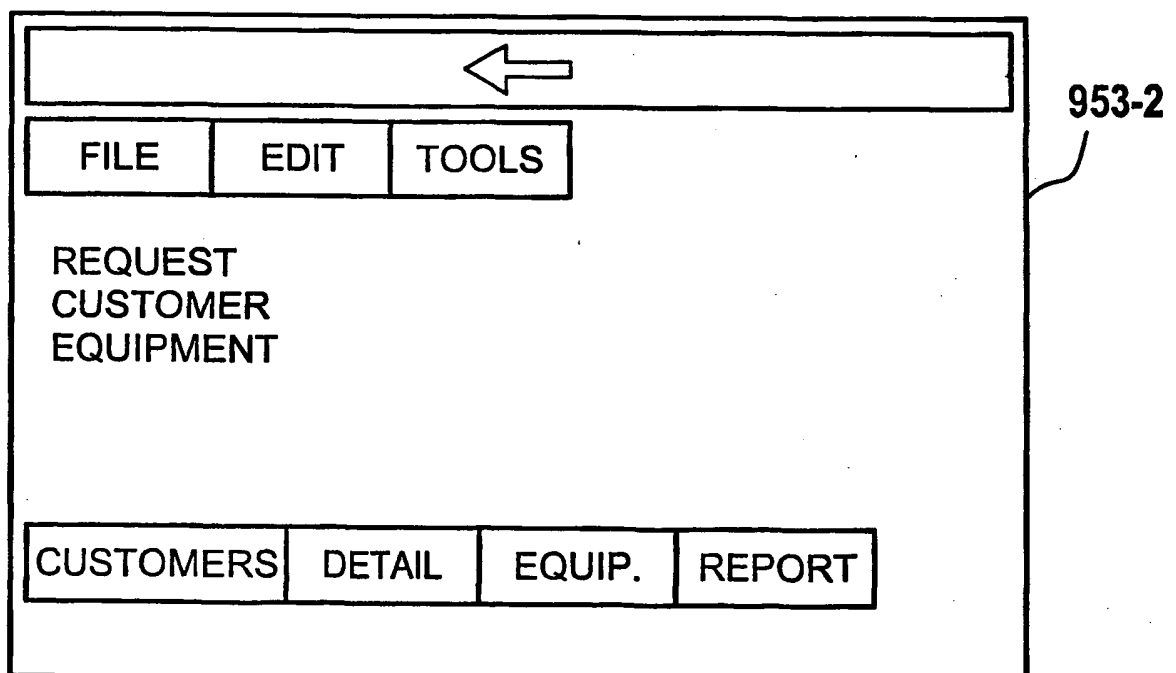 953-2
FILE EDIT TOOLS
REQUEST
CUSTOMER
EQUIPMENT
CUSTOMERS DETAIL EQUIP. REPORT